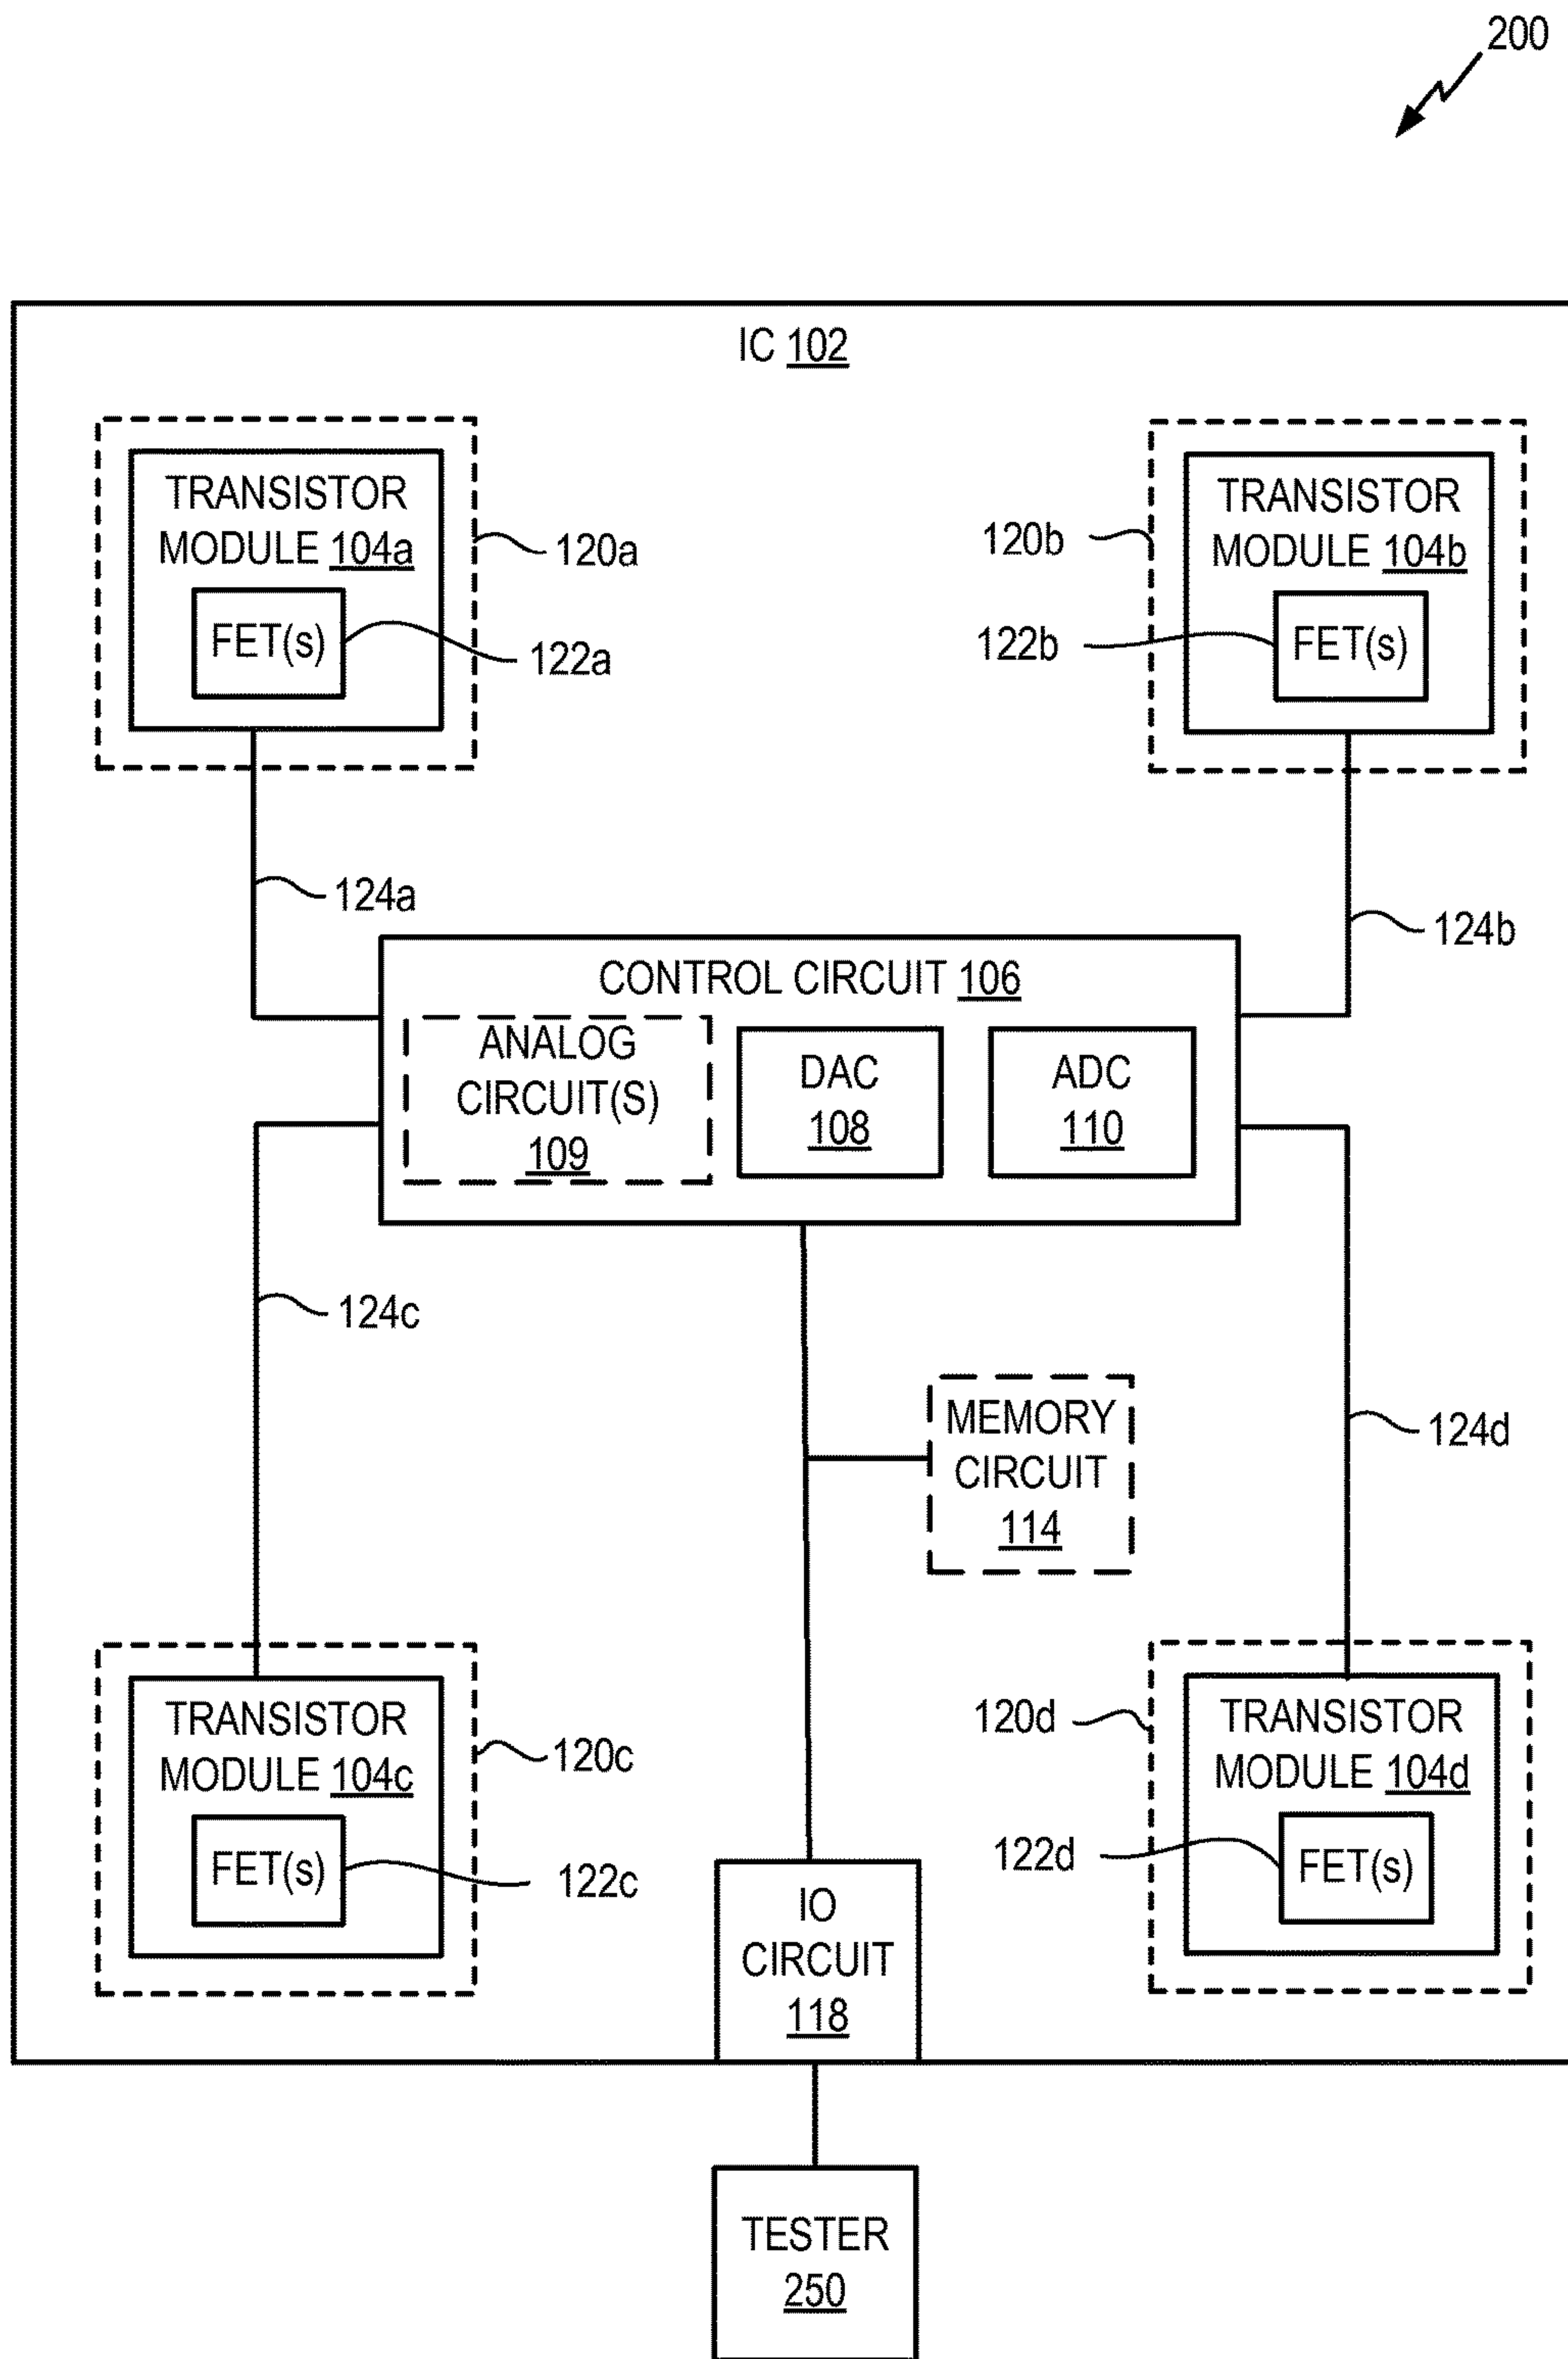 200
IC 102
TRANSISTOR
MODULE 104a
FET(s)
120a
122a
TRANSISTOR
MODULE 104b
FET(s)
120b
122b
124a
124b
CONTROL CIRCUIT 106
ANALOG
CIRCUIT(S)
109
DAC
108
ADC
110
124c
MEMORY
CIRCUIT
114
124d
TRANSISTOR
MODULE 104c
FET(s)
120c
122c
120d
TRANSISTOR
MODULE 104d
FET(s)
122d
IO
CIRCUIT
118
TESTER
250